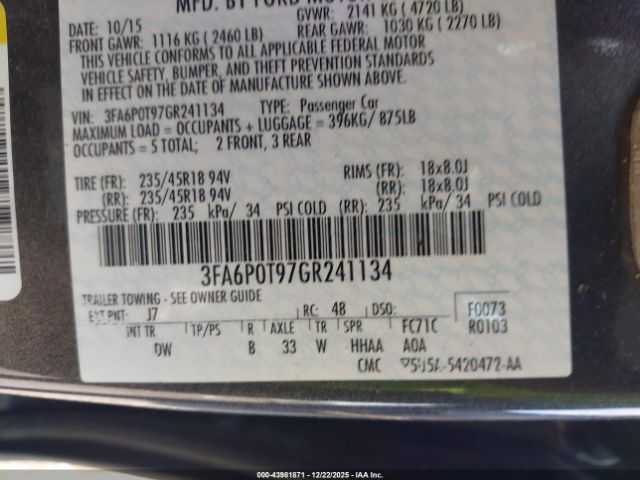 MFD. BY FORD MOTOR
DATE: 10/15 GVWR: 2141 KG ( 4720 LB)
FRONT GAWR: 1116 KG ( 2460 LB) REAR GAWR: 1030 KG ( 2270 LB)
THIS VEHICLE CONFORMS TO ALL APPLICABLE FEDERAL MOTOR
VEHICLE SAFETY, BUMPER, AND THEFT PREVENTION STANDARDS
IN EFFECT ON THE DATE OF MANUFACTURE SHOWN ABOVE.
VIN: 3FA6P0T97GR241134 TYPE: Passenger Car
MAXIMUM LOAD = OCCUPANTS + LUGGAGE = 396KG/ 875LB
OCCUPANTS = 5 TOTAL; 2 FRONT, 3 REAR
TIRE (FR): 235/45R18 94V RIMS (FR): 18x8.0J
(RR): 235/45R18 94V (RR): 18x8.0J
PRESSURE (FR): 235 kPa/ 34 PSI COLD (RR): 235 kPa/ 34 PSI COLD
3FA6P0T97GR241134
TRAILER TOWING - SEE OWNER GUIDE
EXT PNT: J7 RC: 48 DSO: F0073
INT TR TP/PS R AXLE TR SPR FC71C R0103
DW B 33 W HHAA A0A
CMC 5420472-AA
000-43981871 | 12/22/2025 | IAA Inc.